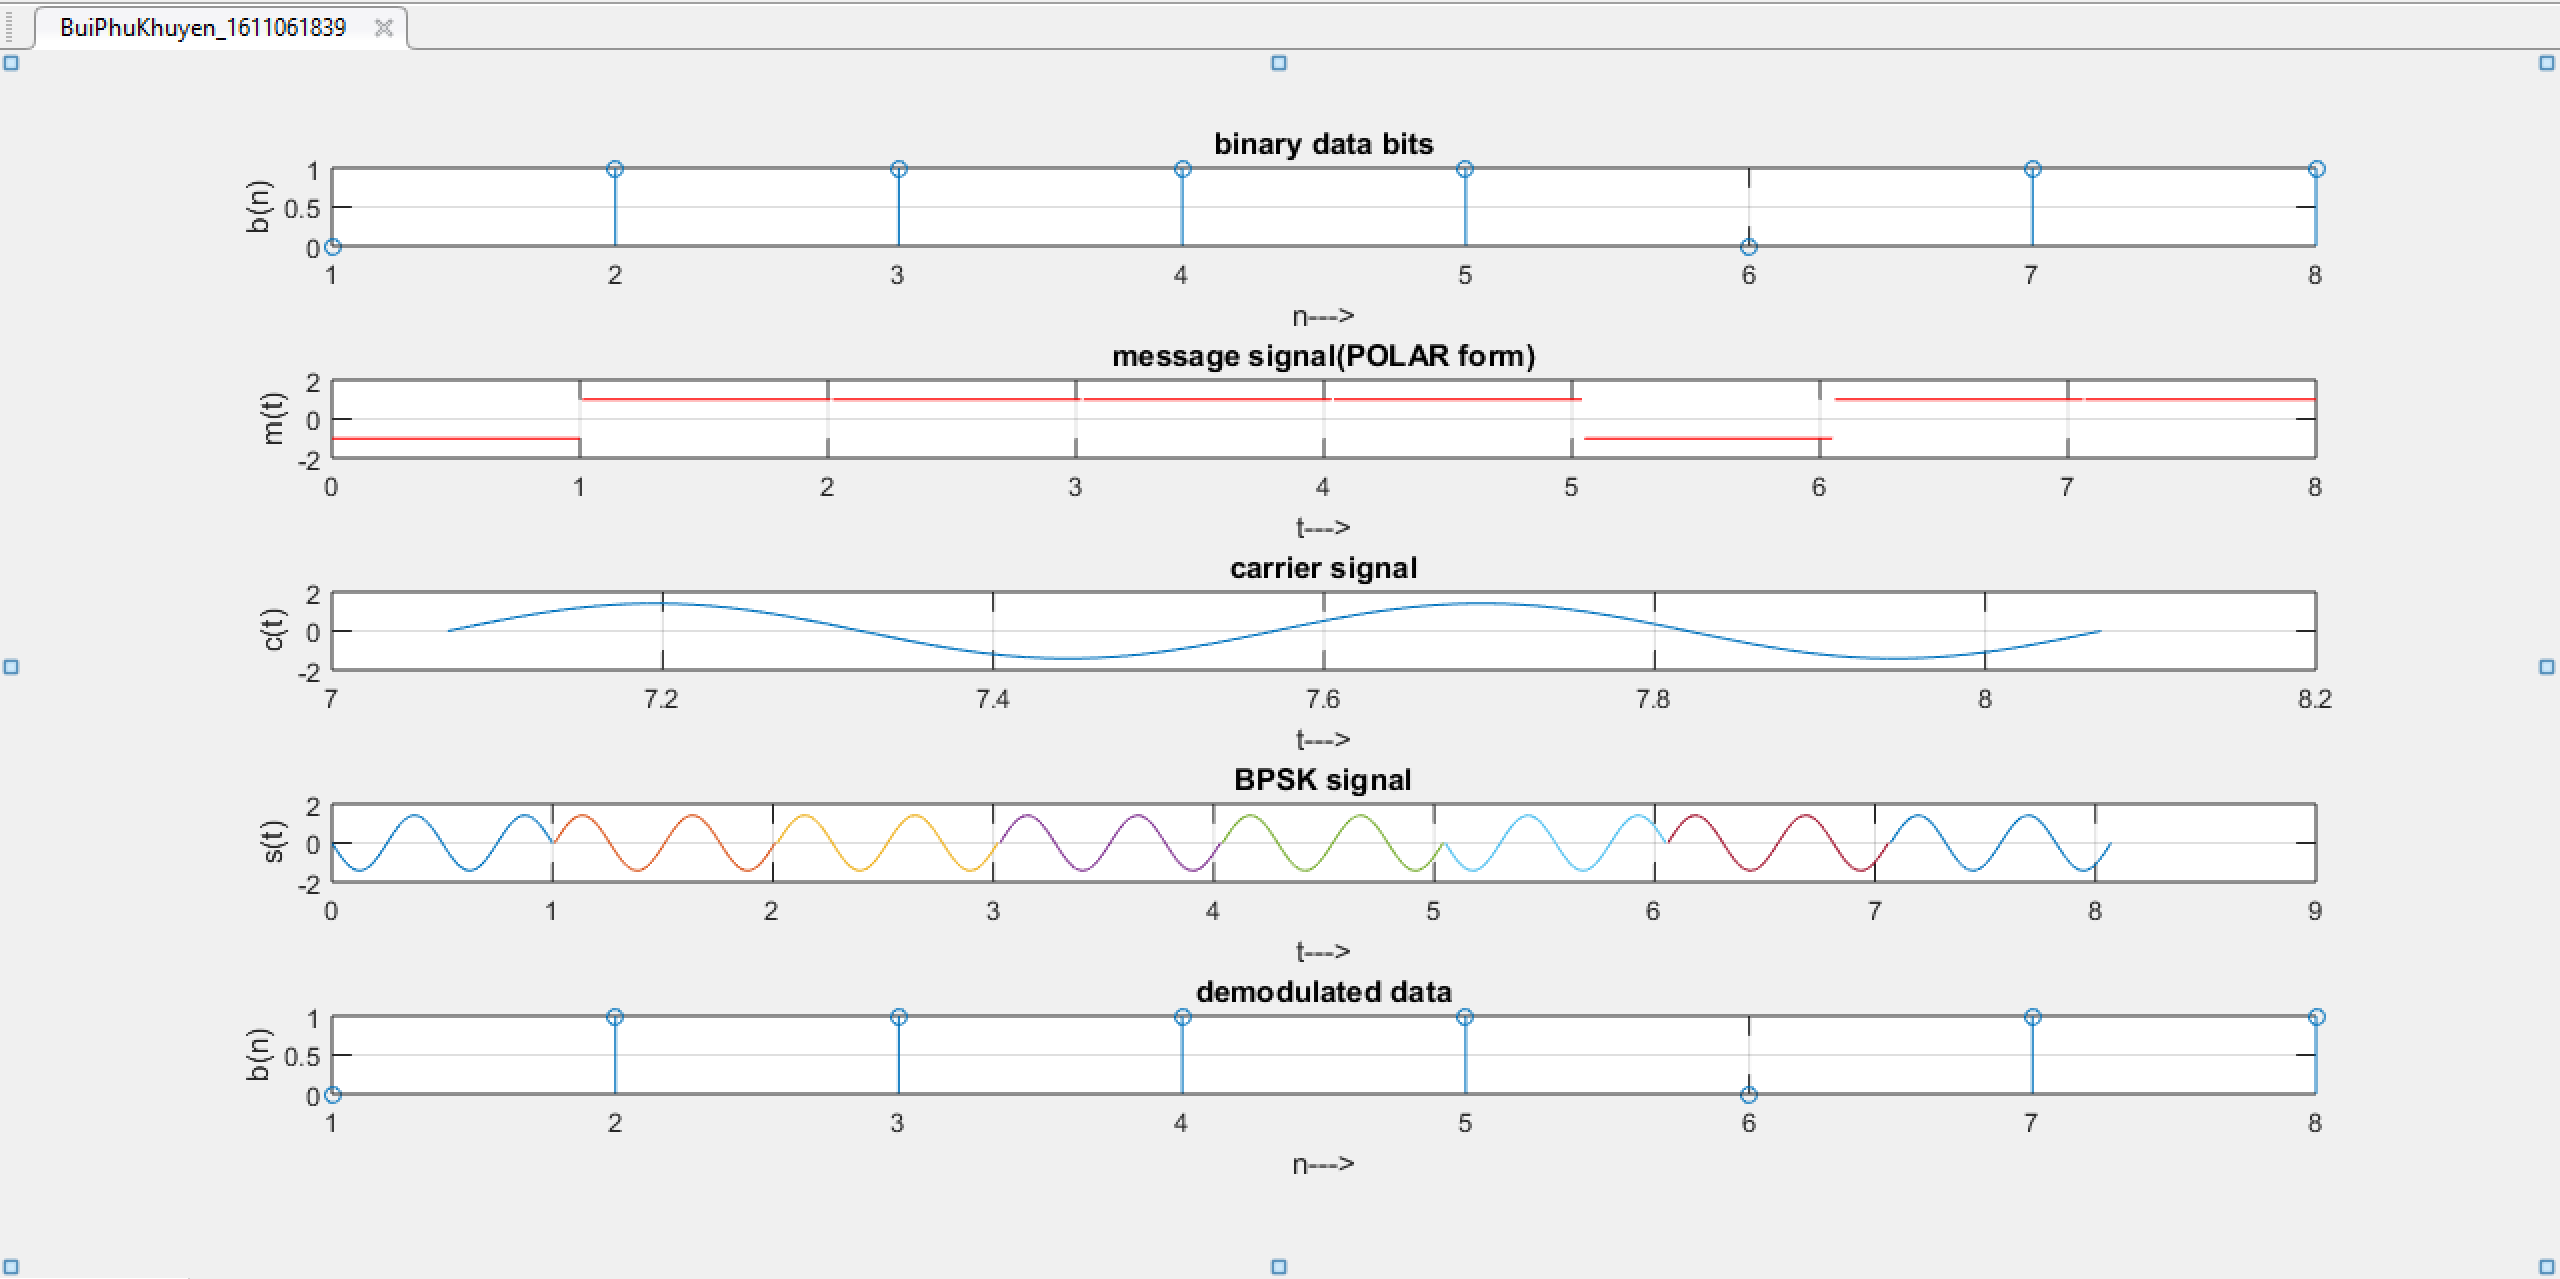 BuiPhuKhuyen_1611061839
binary data bits
b(n)
1
0.5
0
1 2 3 4 5 6 7 8
n--->
message signal(POLAR form)
m(t)
2
0
-2
0 1 2 3 4 5 6 7 8
t--->
carrier signal
c(t)
2
0
-2
7 7.2 7.4 7.6 7.8 8 8.2
t--->
BPSK signal
s(t)
2
0
-2
0 1 2 3 4 5 6 7 8 9
t--->
demodulated data
b(n)
1
0.5
0
1 2 3 4 5 6 7 8
n--->